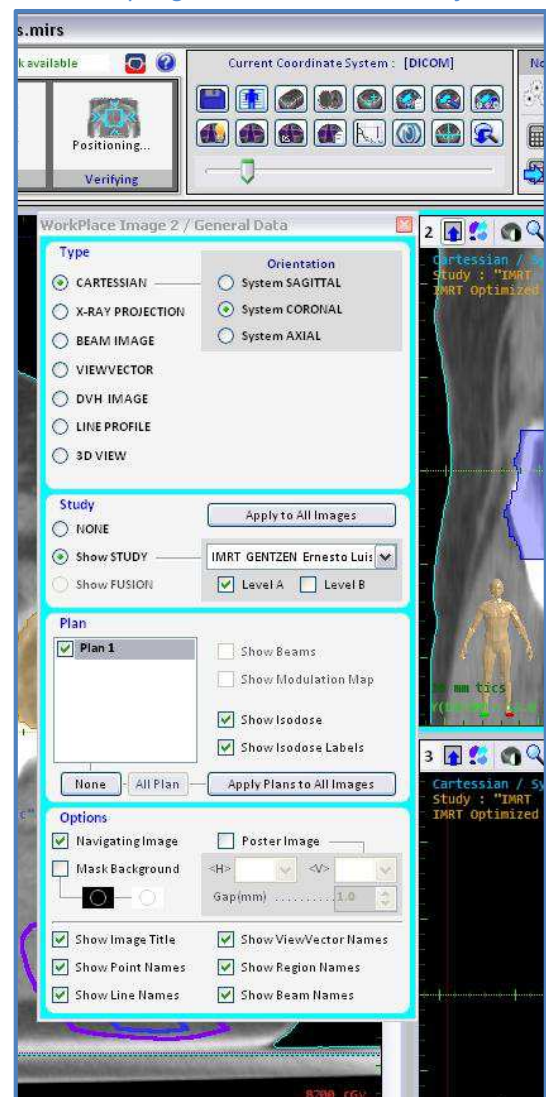 s.mirs
k available
Current Coordinate System : [DICOM]
Positioning...
Verifying
WorkPlace Image 2 / General Data
Type
CARTESSIAN
X-RAY PROJECTION
BEAM IMAGE
VIEWVECTOR
DVH IMAGE
LINE PROFILE
3D VIEW
Orientation
System SAGITTAL
System CORONAL
System AXIAL
Study
NONE
Show STUDY
Show FUSION
Apply to All Images
IMRT GENTZEN Ernesto Luis
Level A Level B
Plan
Plan 1
Show Beams
Show Modulation Map
Show Isodose
Show Isodose Labels
None All Plan Apply Plans to All Images
Options
Navigating Image Poster Image
Mask Background <H> <V>
Gap(mm) ..........1.0
Show Image Title Show ViewVector Names
Show Point Names Show Region Names
Show Line Names Show Beam Names
2
Cartessian / Sy
Study : "IMRT
IMRT Optimized
mm tics
3
Cartessian / S
Study : "IMRT
IMRT Optimized
8200 cGy